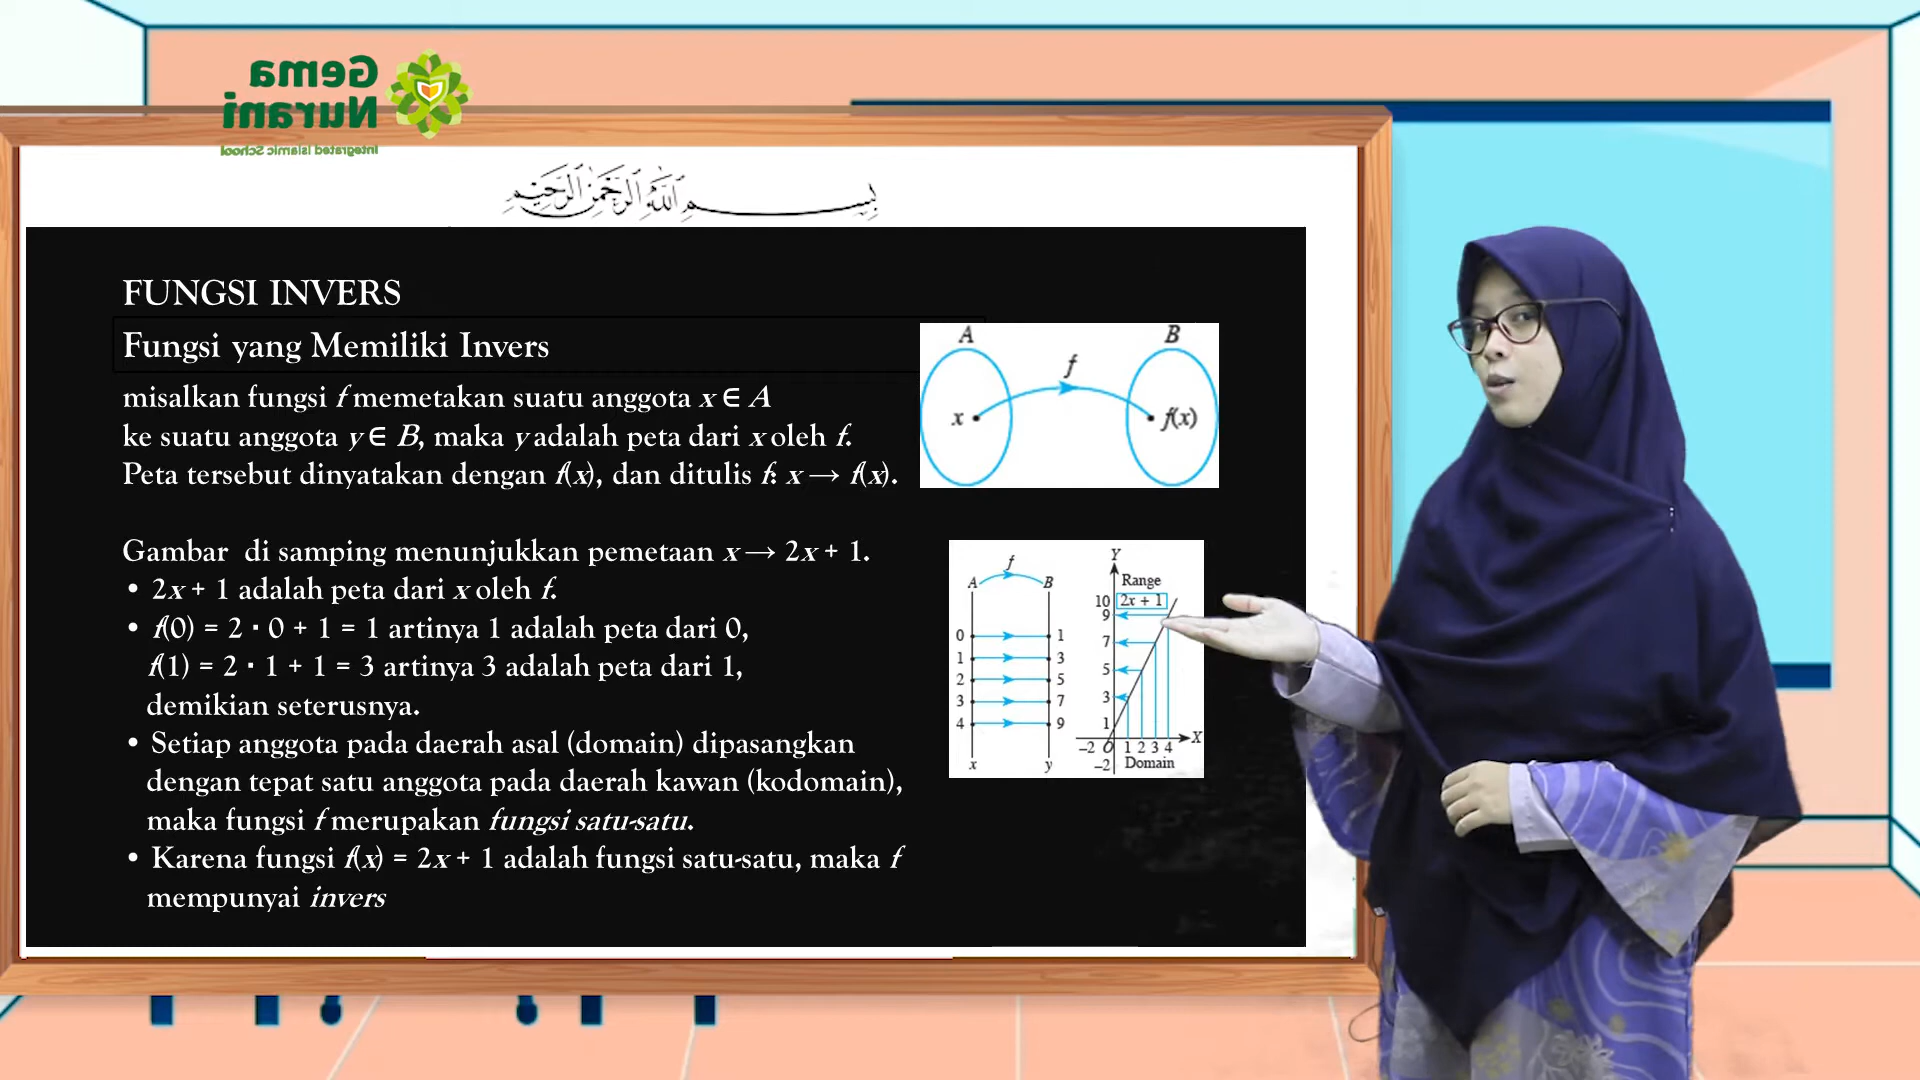 Gema
Nurani
Integrated Islamic School
بِسْمِ اللَّهِ الرَّحْمَٰنِ الرَّحِيمِ
FUNGSI INVERS
Fungsi yang Memiliki Invers
misalkan fungsi f memetakan suatu anggota x ∈ A
ke suatu anggota y ∈ B, maka y adalah peta dari x oleh f.
Peta tersebut dinyatakan dengan f(x), dan ditulis f: x → f(x).
A
B
f
x
f(x)
Gambar di samping menunjukkan pemetaan x → 2x + 1.
• 2x + 1 adalah peta dari x oleh f.
• f(0) = 2 · 0 + 1 = 1 artinya 1 adalah peta dari 0,
f(1) = 2 · 1 + 1 = 3 artinya 3 adalah peta dari 1,
demikian seterusnya.
• Setiap anggota pada daerah asal (domain) dipasangkan
dengan tepat satu anggota pada daerah kawan (kodomain),
maka fungsi f merupakan fungsi satu-satu.
• Karena fungsi f(x) = 2x + 1 adalah fungsi satu-satu, maka f
mempunyai invers
f
A B
0 1
1 3
2 5
3 7
4 9
x y
Y
Range
10 2x + 1
9
7
5
3
1
-2 O 1 2 3 4 X
-2 Domain